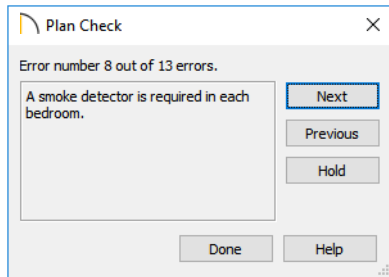 Plan Check
Error number 8 out of 13 errors.
A smoke detector is required in each
bedroom.
Next
Previous
Hold
Done
Help